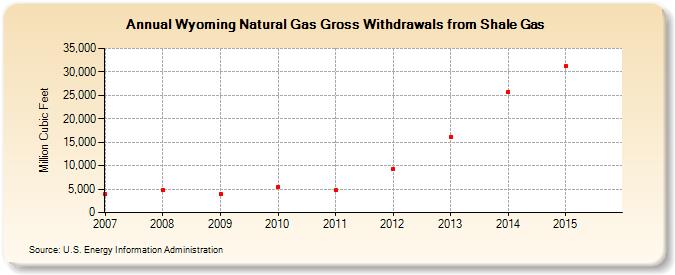 Annual Wyoming Natural Gas Gross Withdrawals from Shale Gas
Million Cubic Feet
35,000
30,000
25,000
20,000
15,000
10,000
5,000
0
2007 2008 2009 2010 2011 2012 2013 2014 2015
Source: U.S. Energy Information Administration